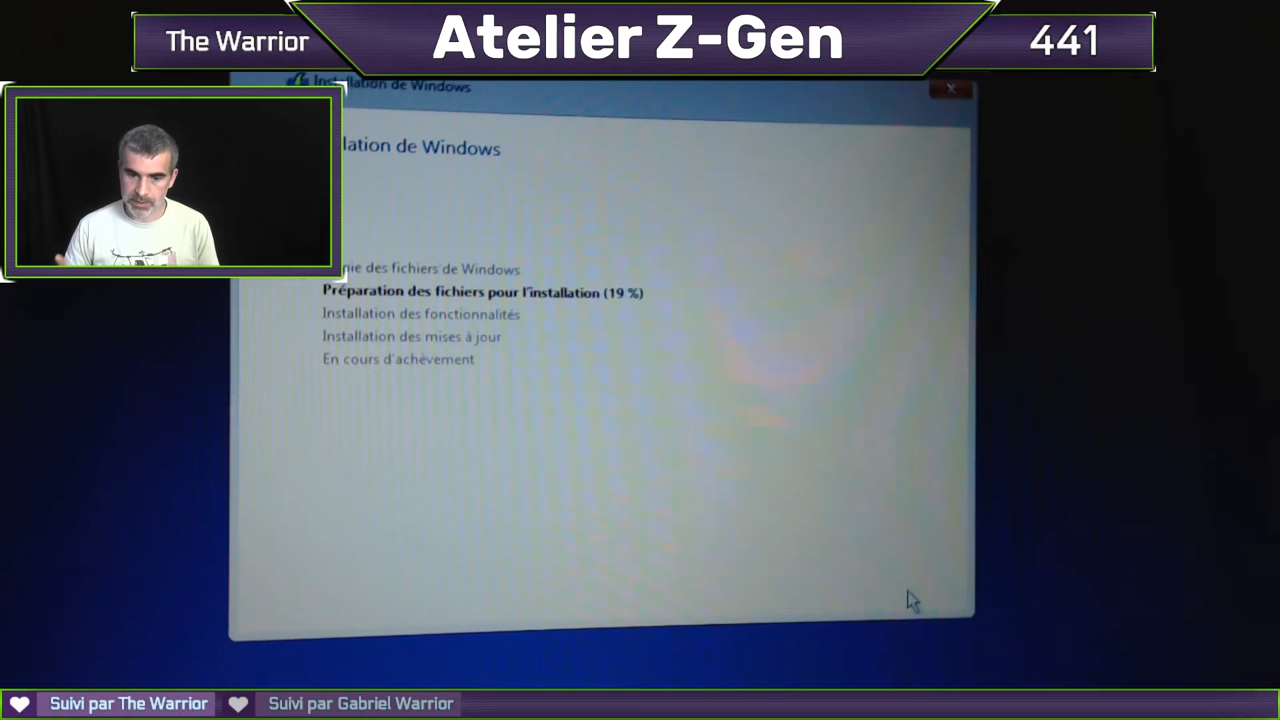 The Warrior
Atelier Z-Gen
441
Installation de Windows
lation de Windows
nie des fichiers de Windows
Préparation des fichiers pour l'installation (19 %)
Installation des fonctionnalités
Installation des mises à jour
En cours d'achèvement
Suivi par The Warrior
Suivi par Gabriel Warrior